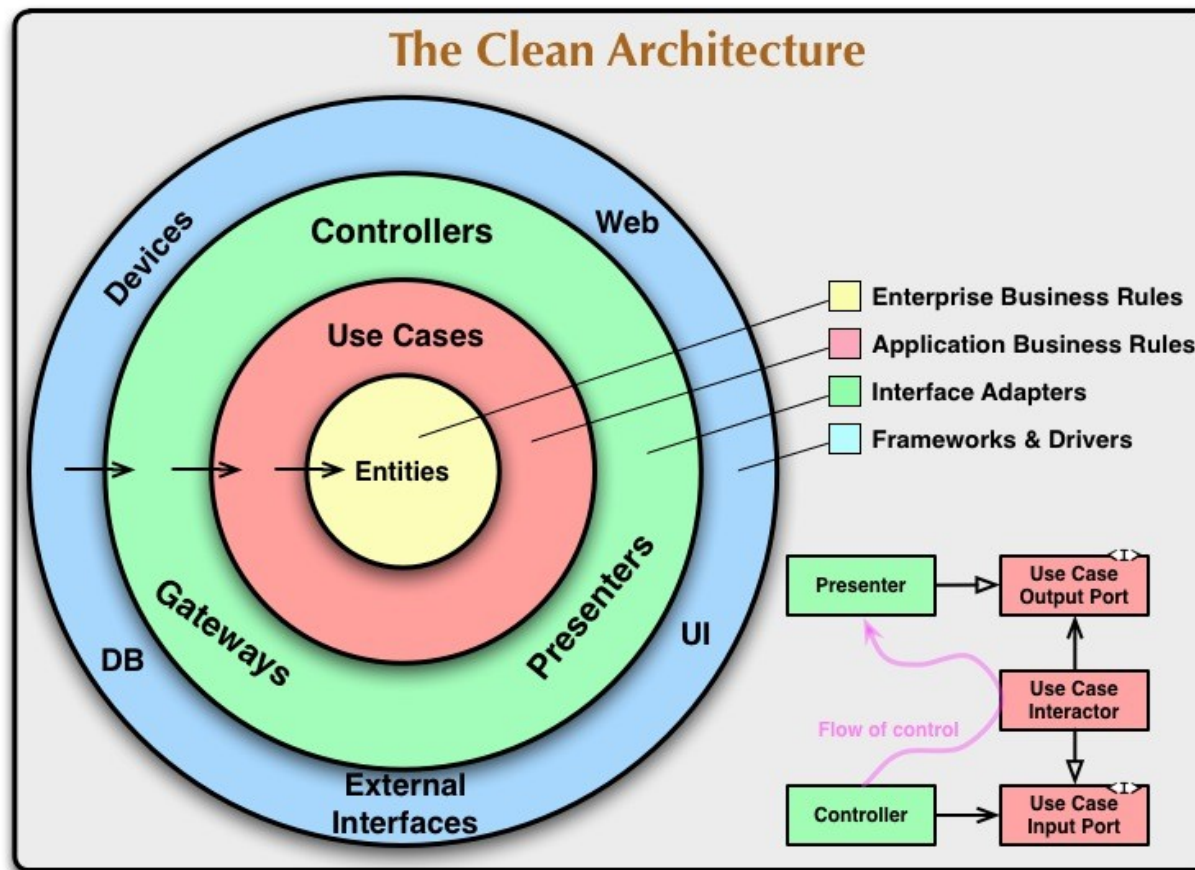 The Clean Architecture
Devices
Web
Controllers
Use Cases
Entities
Gateways
Presenters
DB
UI
External
Interfaces
Enterprise Business Rules
Application Business Rules
Interface Adapters
Frameworks & Drivers
Presenter
<I>
Use Case
Output Port
Use Case
Interactor
Flow of control
Controller
<I>
Use Case
Input Port